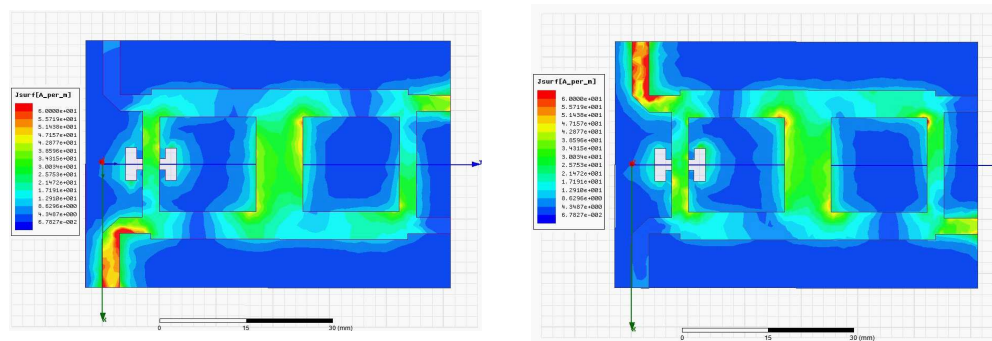 Jsurf[A_per_m]
6.0000e+001
5.5719e+001
5.1438e+001
4.7157e+001
4.2877e+001
3.8596e+001
3.4315e+001
3.0034e+001
2.5753e+001
2.1472e+001
1.7191e+001
1.2910e+001
8.6296e+000
4.3487e+000
6.7827e-002
0
15
30 (mm)
Jsurf[A_per_m]
6.0000e+001
5.5719e+001
5.1438e+001
4.7157e+001
4.2877e+001
3.8596e+001
3.4315e+001
3.0034e+001
2.5753e+001
2.1472e+001
1.7191e+001
1.2910e+001
8.6296e+000
4.3487e+000
6.7827e-002
0
15
30 (mm)